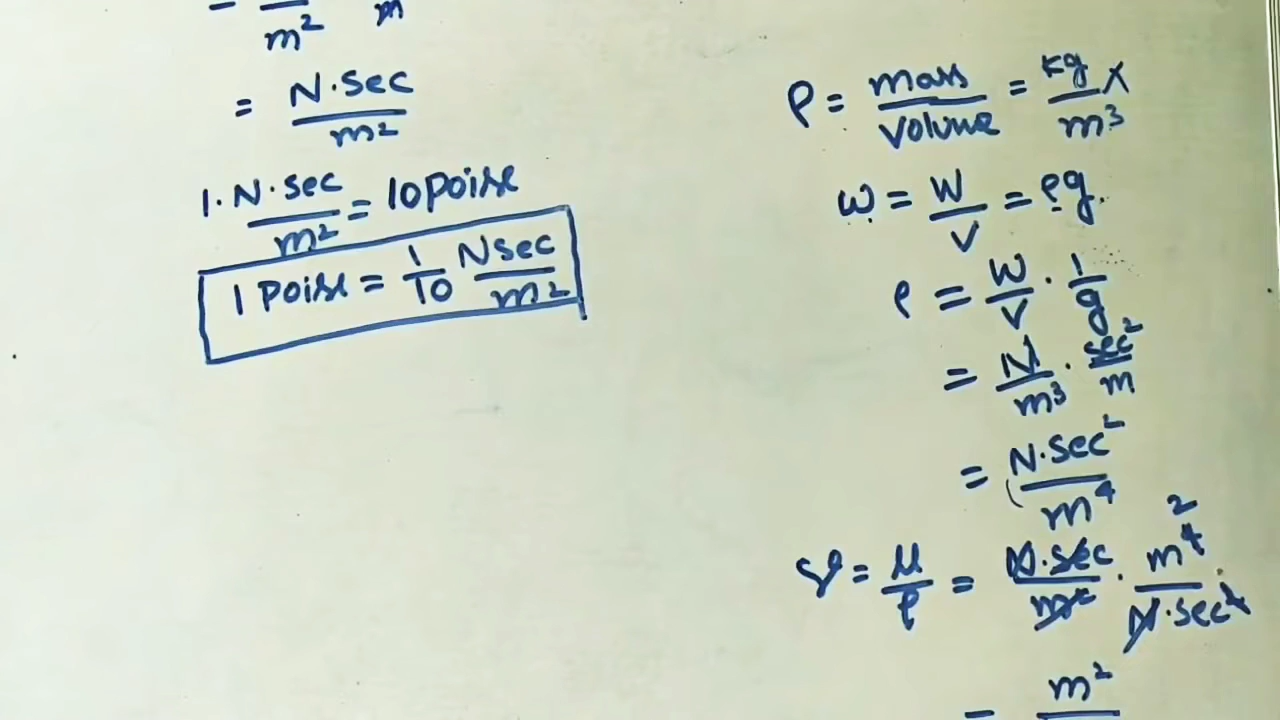 = — m² m
= N·sec / m²
1·N·sec / m² = 10 poise
1 poise = 1/10 Nsec / m²
ρ = mass / volume = kg / m³ X
ω = W / V = ρg.
ρ = W / V · 1 / g
= N / m³ · sec² / m
= N·sec² / m⁴
ν = μ / ρ = N·sec / m² · m⁴ 2 / N·sec²
= m²